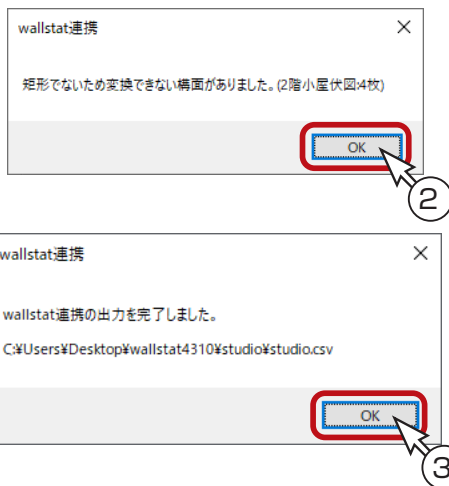 wallstat連携
矩形でないため変換できない構面がありました。(2階小屋伏図:4枚)
OK
2
wallstat連携
wallstat連携の出力を完了しました。
C:¥Users¥Desktop¥wallstat4310¥studio¥studio.csv
OK
3